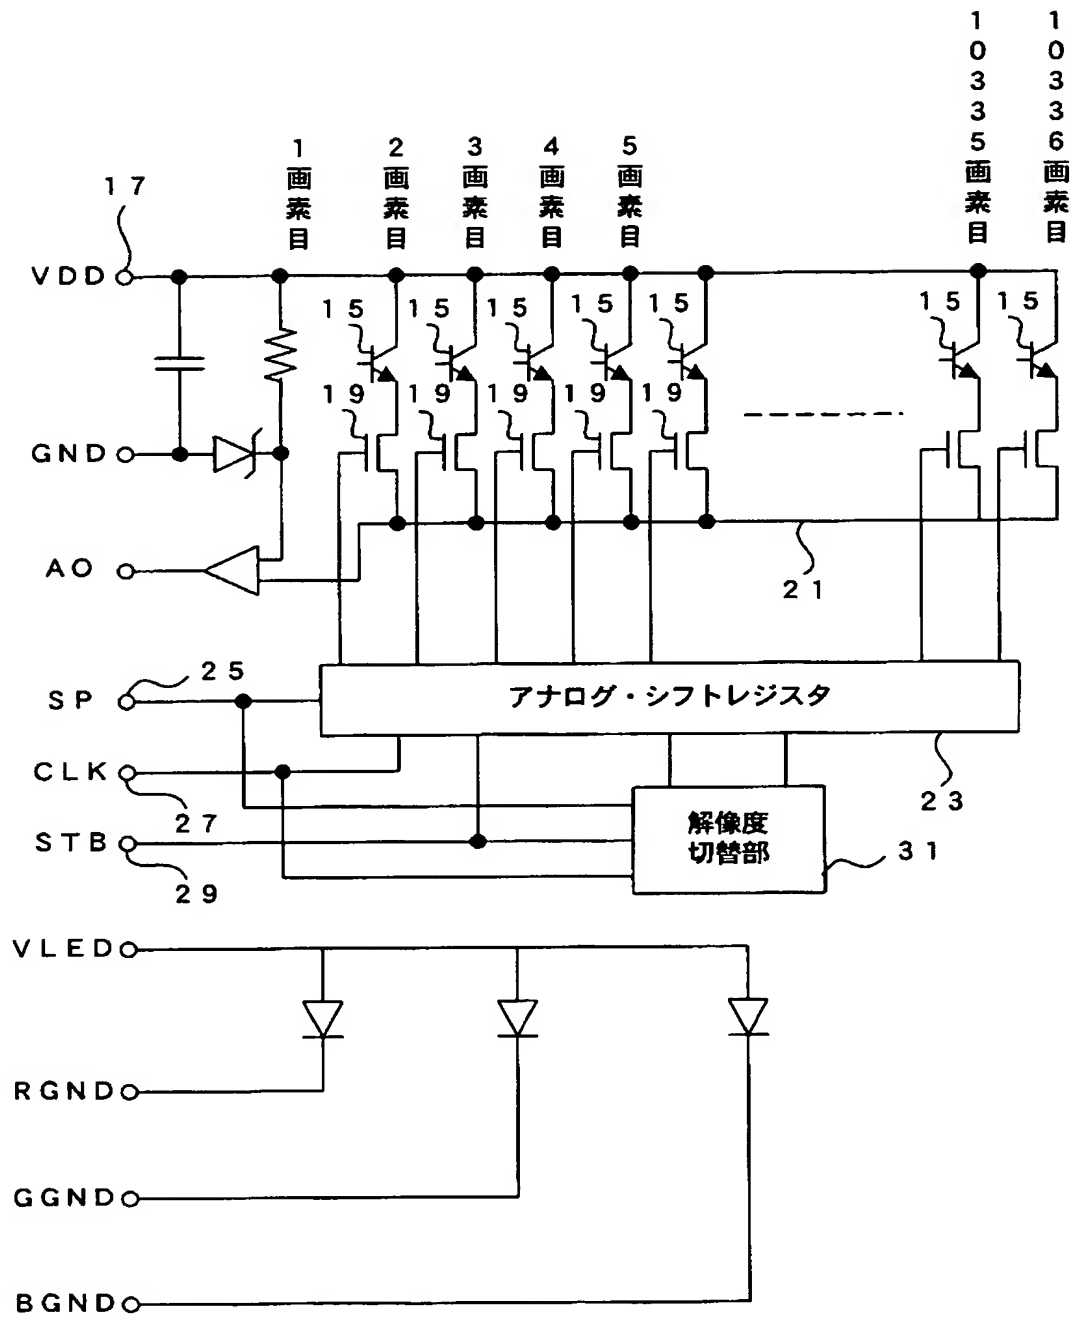 1画素目
2画素目
3画素目
4画素目
5画素目
10335画素目
10336画素目
17
VDD
15
15
15
15
15
15
15
19
19
19
19
19
GND
AO
21
SP
25
アナログ・シフトレジスタ
23
CLK
27
STB
29
解像度
切替部
31
VLED
RGND
GGND
BGND